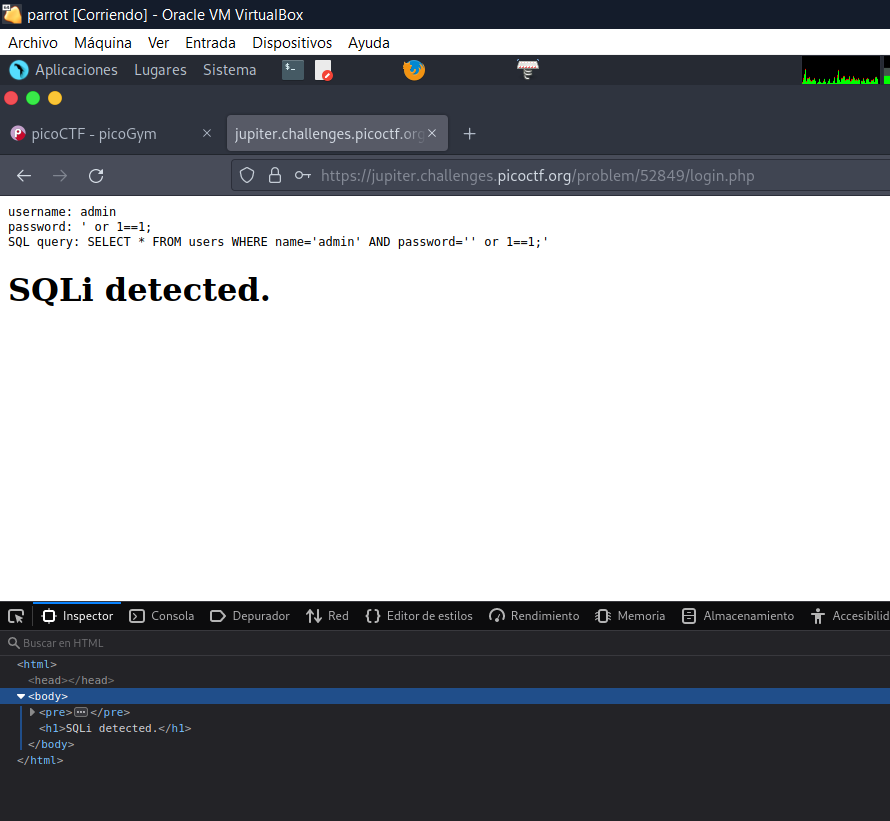 parrot [Corriendo] - Oracle VM VirtualBox
Archivo Máquina Ver Entrada Dispositivos Ayuda
Aplicaciones Lugares Sistema
picoCTF - picoGym × jupiter.challenges.picoctf.org × +
https://jupiter.challenges.picoctf.org/problem/52849/login.php
username: admin
password: ' or 1==1;
SQL query: SELECT * FROM users WHERE name='admin' AND password='' or 1==1;'
SQLi detected.
Inspector Consola Depurador Red Editor de estilos Rendimiento Memoria Almacenamiento Accesibilid
Buscar en HTML
<html>
<head></head>
<body>
<pre>…</pre>
<h1>SQLi detected.</h1>
</body>
</html>